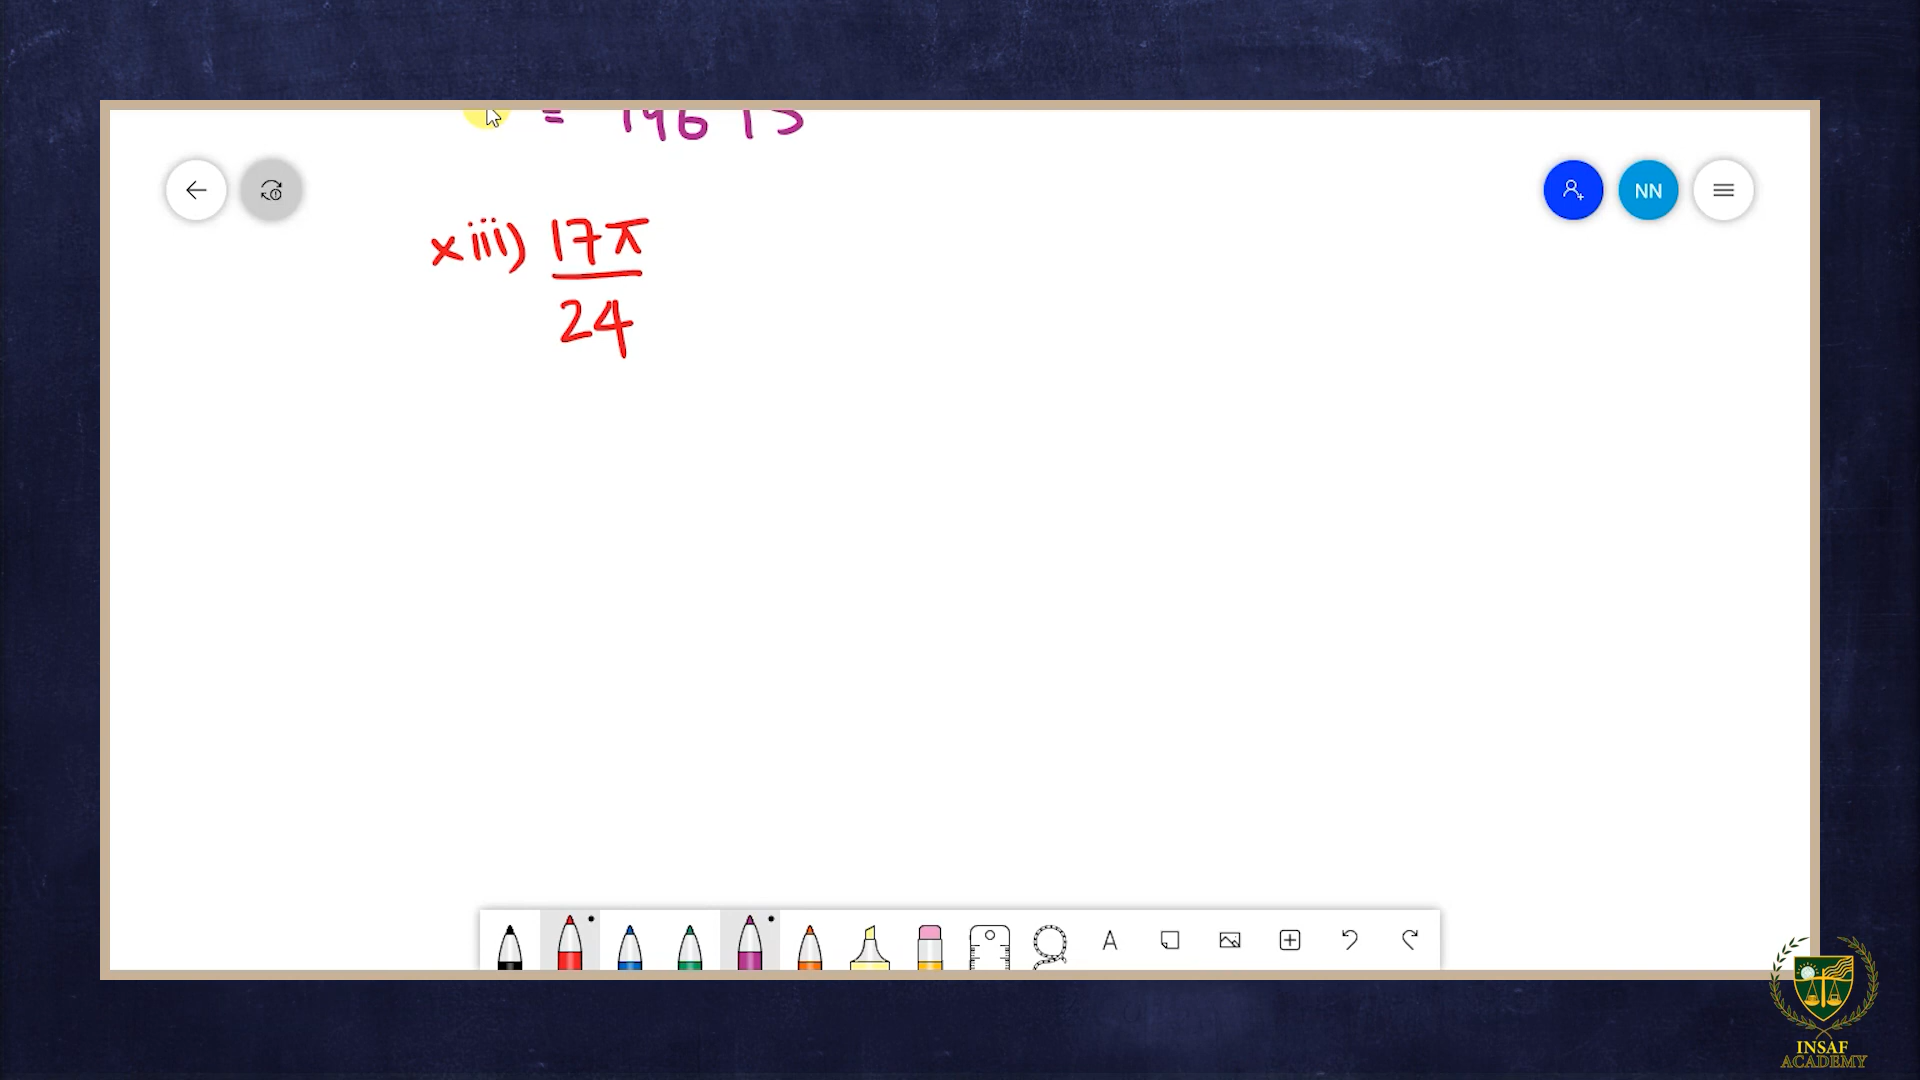 NN
xiii) 17π
24
A
INSAF
ACADEMY